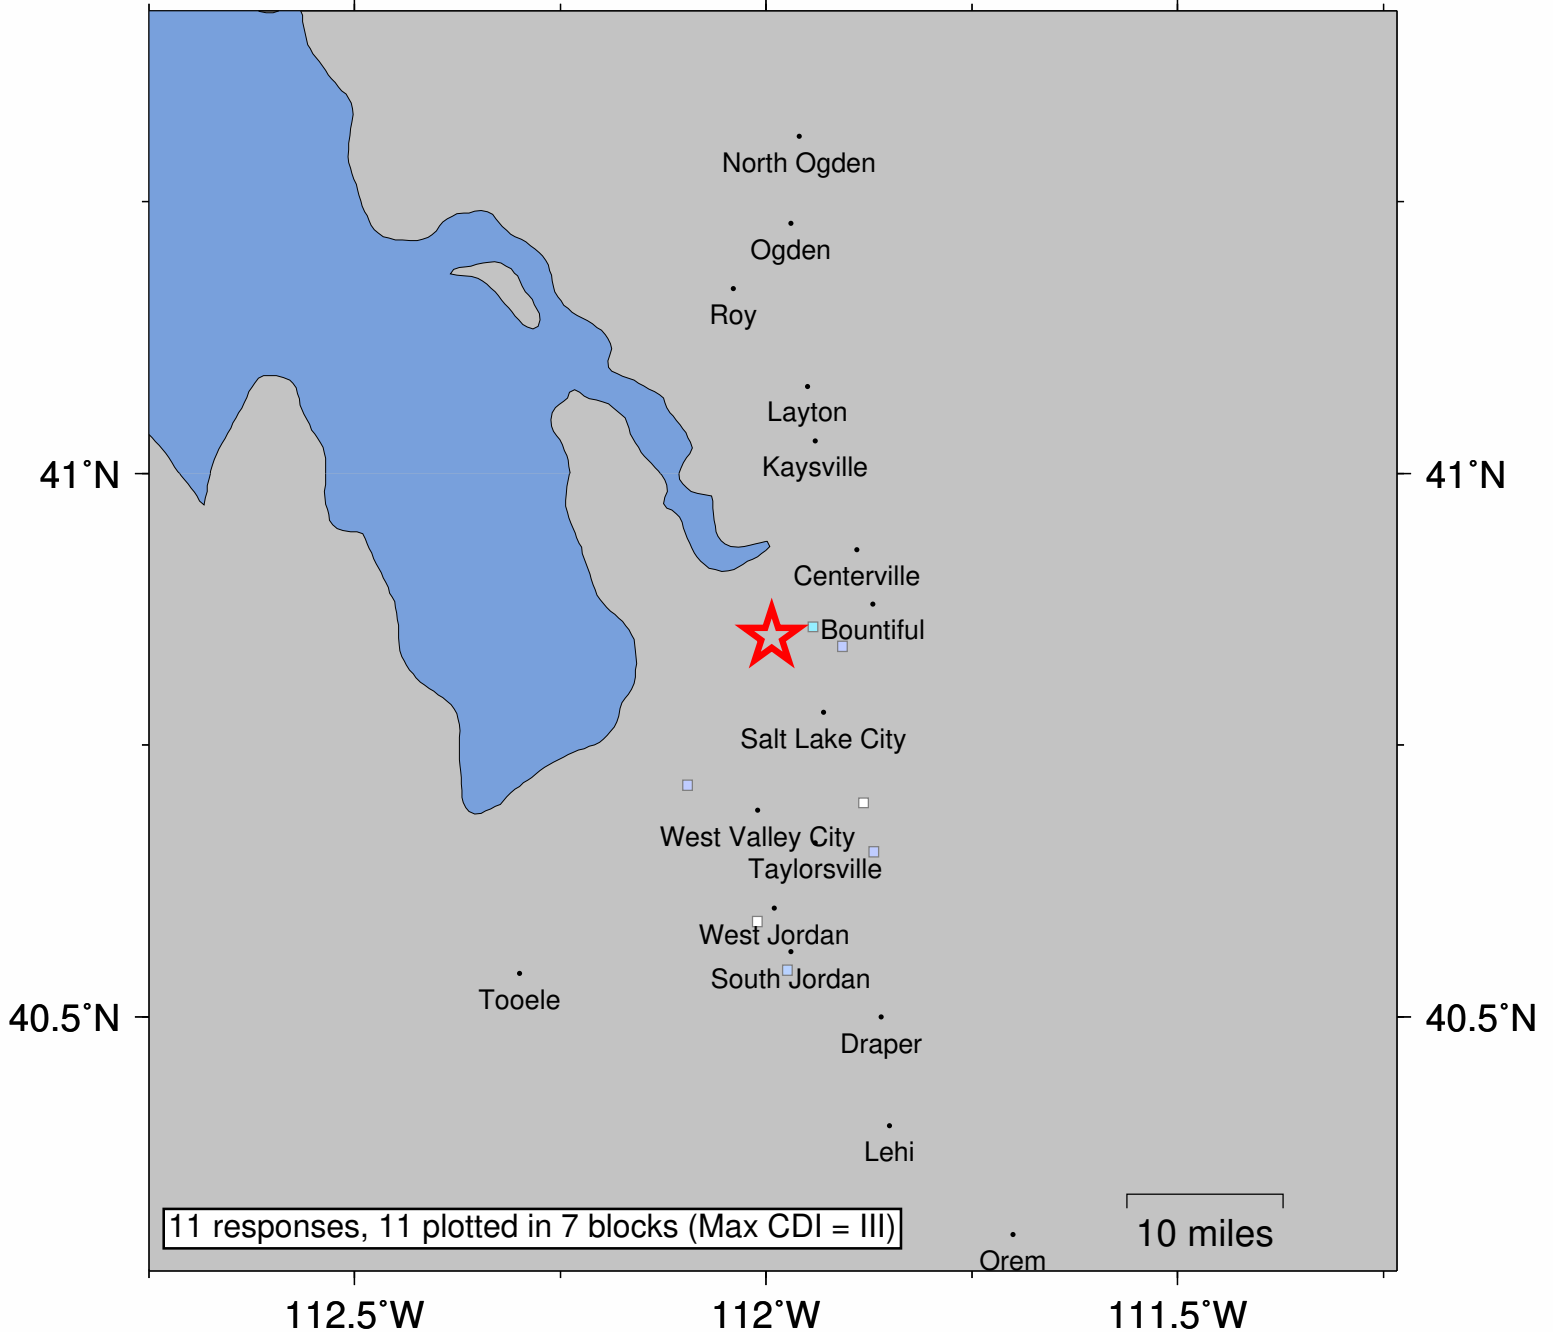 North Ogden
Ogden
Roy
Layton
Kaysville
41°N
41°N
Centerville
Bountiful
Salt Lake City
West Valley City
Taylorsville
West Jordan
South Jordan
Tooele
40.5°N
40.5°N
Draper
Lehi
11 responses, 11 plotted in 7 blocks (Max CDI = III)
10 miles
Orem
112.5°W
112°W
111.5°W